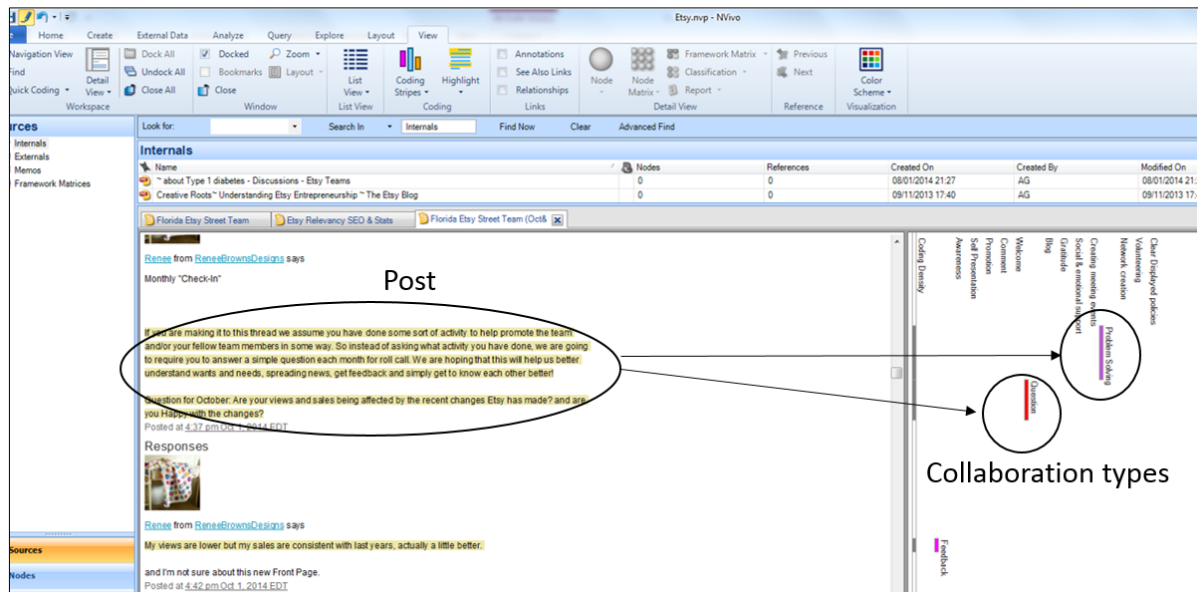 Etsy.nvp - NVivo
Home Create External Data Analyze Query Explore Layout View
Navigation View
Find
Quick Coding
Detail View
Workspace
Dock All
Undock All
Close All
Docked
Bookmarks
Close
Zoom
Layout
Window
List View
List View
Coding Stripes
Highlight
Coding
Annotations
See Also Links
Relationships
Links
Node
Node Matrix
Framework Matrix
Classification
Report
Detail View
Previous
Next
Reference
Color Scheme
Visualization
Look for: Search In Internals Find Now Clear Advanced Find
Internals
Externals
Memos
Framework Matrices
Sources
Nodes
Internals
Name Nodes References Created On Created By Modified On
~ about Type 1 diabetes - Discussions - Etsy Teams 0 0 08/01/2014 21:27 AG 08/01/2014 21:
Creative Roots~ Understanding Etsy Entrepreneurship ~ The Etsy Blog 0 0 09/11/2013 17:40 AG
Florida Etsy Street Team Etsy Relevancy SEO & Stats Florida Etsy Street Team (Oct&
Renee from ReneeBrownsDesigns says
Monthly "Check-In"
Post
If you are making it to this thread we assume you have done some sort of activity to help promote the team
and/or your fellow team members in some way. So instead of asking what activity you have done, we are going
to require you to answer a simple question each month for roll call. We are hoping that this will help us better
understand wants and needs, spreading news, get feedback and simply get to know each other better!
Question for October: Are your views and sales being affected by the recent changes Etsy has made? and are
you Happy with the changes?
Posted at 4:37 pm Oct 1, 2014 EDT
Responses
Renee from ReneeBrownsDesigns says
My views are lower but my sales are consistent with last years, actually a little better.
and I'm not sure about this new Front Page.
Posted at 4:42 pm Oct 1, 2014 EDT
Coding Density
Awareness
Self Presentation
Promotion
Comment
Welcome
Blog
Gratitude
Social & emotional support
Creating meeting events
Network creation
Volunteering
Clear Displayed policies
Problem Solving
Question
Collaboration types
Feedback